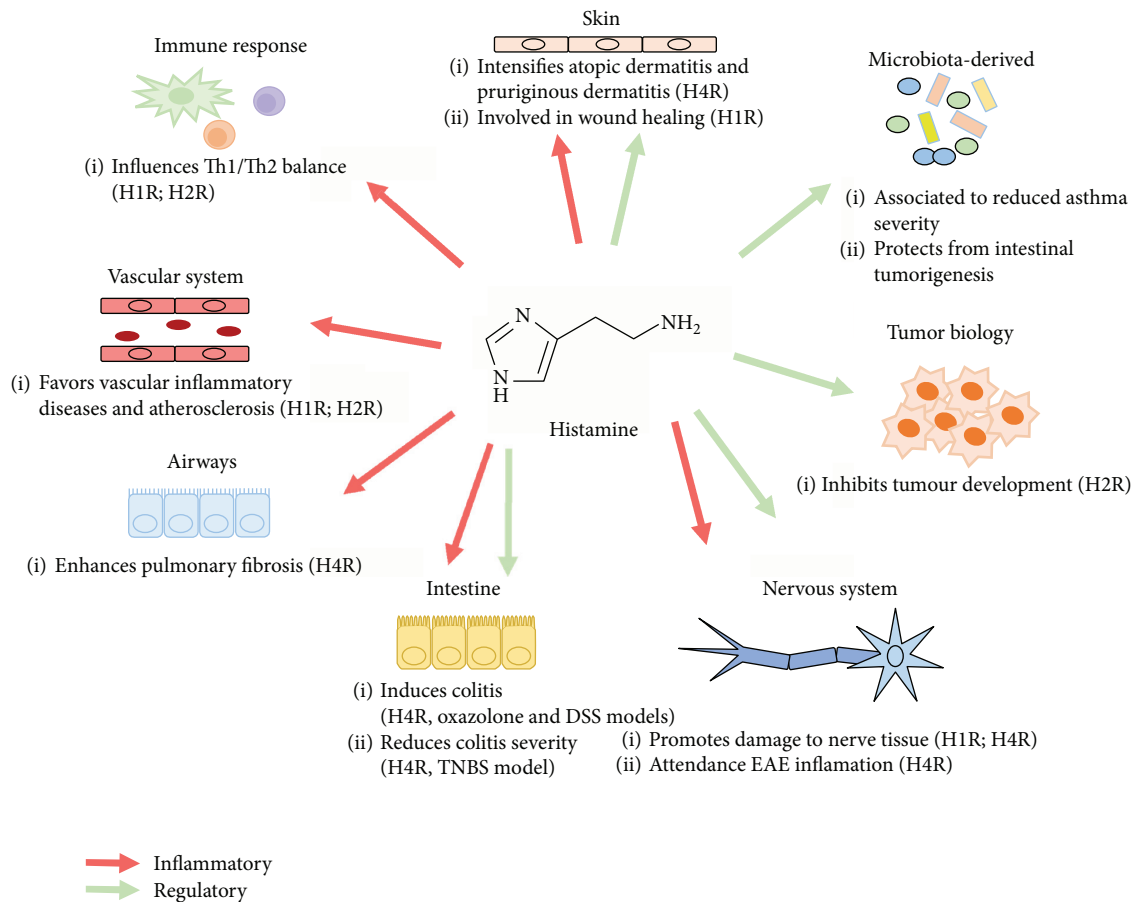 Skin
(i) Intensifies atopic dermatitis and
pruriginous dermatitis (H4R)
(ii) Involved in wound healing (H1R)
Immune response
(i) Influences Th1/Th2 balance
(H1R; H2R)
Microbiota-derived
(i) Associated to reduced asthma
severity
(ii) Protects from intestinal
tumorigenesis
Vascular system
(i) Favors vascular inflammatory
diseases and atherosclerosis (H1R; H2R)
N
NH2
N
H
Histamine
Tumor biology
(i) Inhibits tumour development (H2R)
Airways
(i) Enhances pulmonary fibrosis (H4R)
Intestine
(i) Induces colitis
(H4R, oxazolone and DSS models)
(ii) Reduces colitis severity
(H4R, TNBS model)
Nervous system
(i) Promotes damage to nerve tissue (H1R; H4R)
(ii) Attendance EAE inflamation (H4R)
Inflammatory
Regulatory